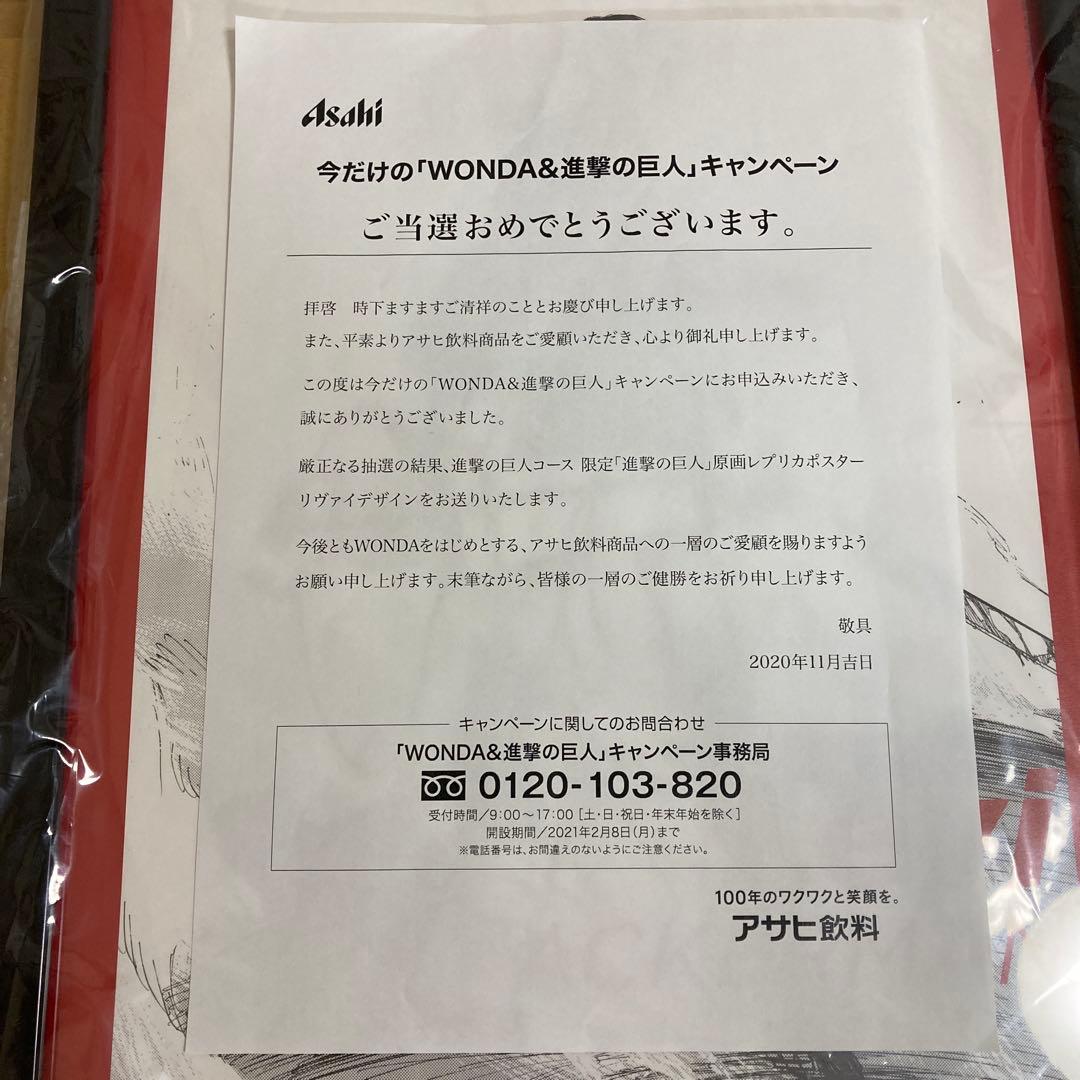 Asahi
今だけの「WONDA&進撃の巨人」キャンペーン
ご当選おめでとうございます。
拝啓　時下ますますご清祥のこととお慶び申し上げます。
また、平素よりアサヒ飲料商品をご愛顧いただき、心より御礼申し上げます。
この度は今だけの「WONDA&進撃の巨人」キャンペーンにお申込みいただき、
誠にありがとうございました。
厳正なる抽選の結果、進撃の巨人コース 限定「進撃の巨人」原画レプリカポスター
リヴァイデザインをお送りいたします。
今後ともWONDAをはじめとする、アサヒ飲料商品への一層のご愛顧を賜りますよう
お願い申し上げます。末筆ながら、皆様の一層のご健勝をお祈り申し上げます。
敬具
2020年11月吉日
キャンペーンに関してのお問合わせ
「WONDA&進撃の巨人」キャンペーン事務局
0120-103-820
受付時間/9:00～17:00［土・日・祝日・年末年始を除く］
開設期間/2021年2月8日（月）まで
※電話番号は、お間違えのないようにご注意ください。
100年のワクワクと笑顔を。
アサヒ飲料